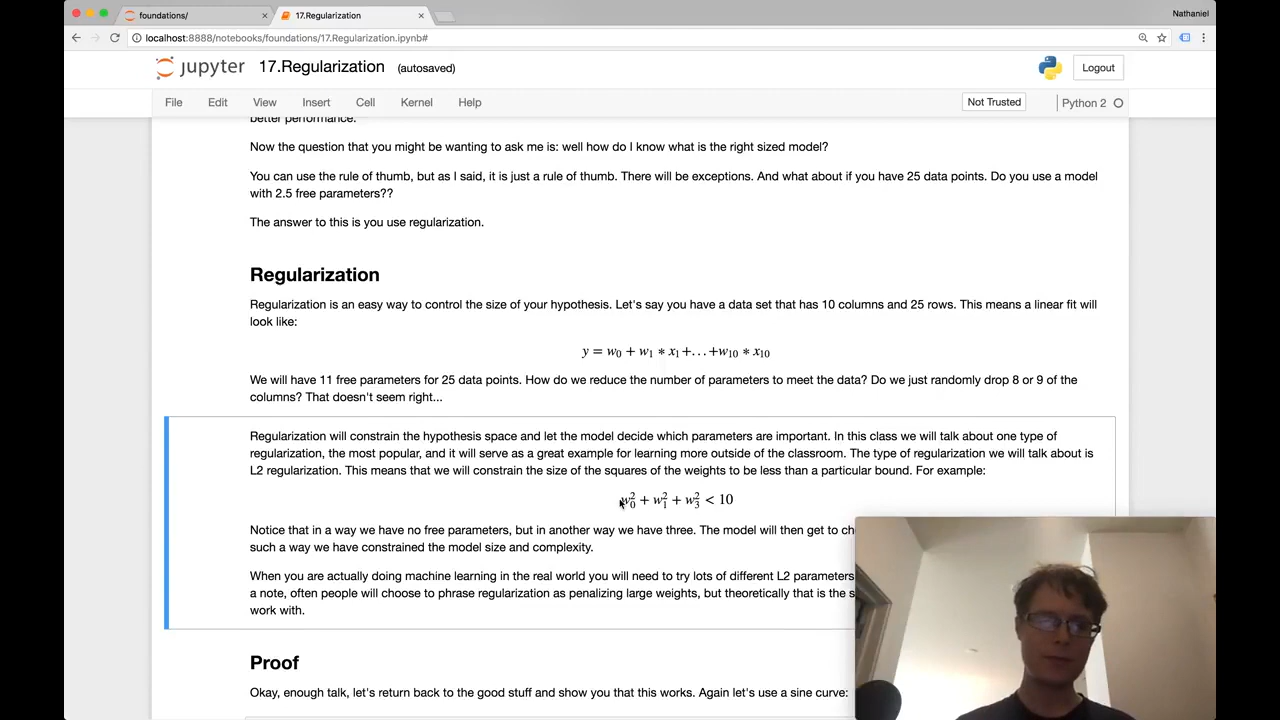 Nathaniel
foundations/
17.Regularization
localhost:8888/notebooks/foundations/17.Regularization.ipynb#
jupyter 17.Regularization (autosaved)
Logout
File Edit View Insert Cell Kernel Help
Not Trusted
Python 2
better performance.
Now the question that you might be wanting to ask me is: well how do I know what is the right sized model?
You can use the rule of thumb, but as I said, it is just a rule of thumb. There will be exceptions. And what about if you have 25 data points. Do you use a model
with 2.5 free parameters??
The answer to this is you use regularization.
Regularization
Regularization is an easy way to control the size of your hypothesis. Let's say you have a data set that has 10 columns and 25 rows. This means a linear fit will
look like:
y = w₀ + w₁ * x₁+…+w₁₀ * x₁₀
We will have 11 free parameters for 25 data points. How do we reduce the number of parameters to meet the data? Do we just randomly drop 8 or 9 of the
columns? That doesn't seem right...
Regularization will constrain the hypothesis space and let the model decide which parameters are important. In this class we will talk about one type of
regularization, the most popular, and it will serve as a great example for learning more outside of the classroom. The type of regularization we will talk about is
L2 regularization. This means that we will constrain the size of the squares of the weights to be less than a particular bound. For example:
w₀² + w₁² + w₃² < 10
Notice that in a way we have no free parameters, but in another way we have three. The model will then get to
such a way we have constrained the model size and complexity.
When you are actually doing machine learning in the real world you will need to try lots of different L2 parameters
a note, often people will choose to phrase regularization as penalizing large weights, but theoretically that is the
work with.
Proof
Okay, enough talk, let's return back to the good stuff and show you that this works. Again let's use a sine curve: